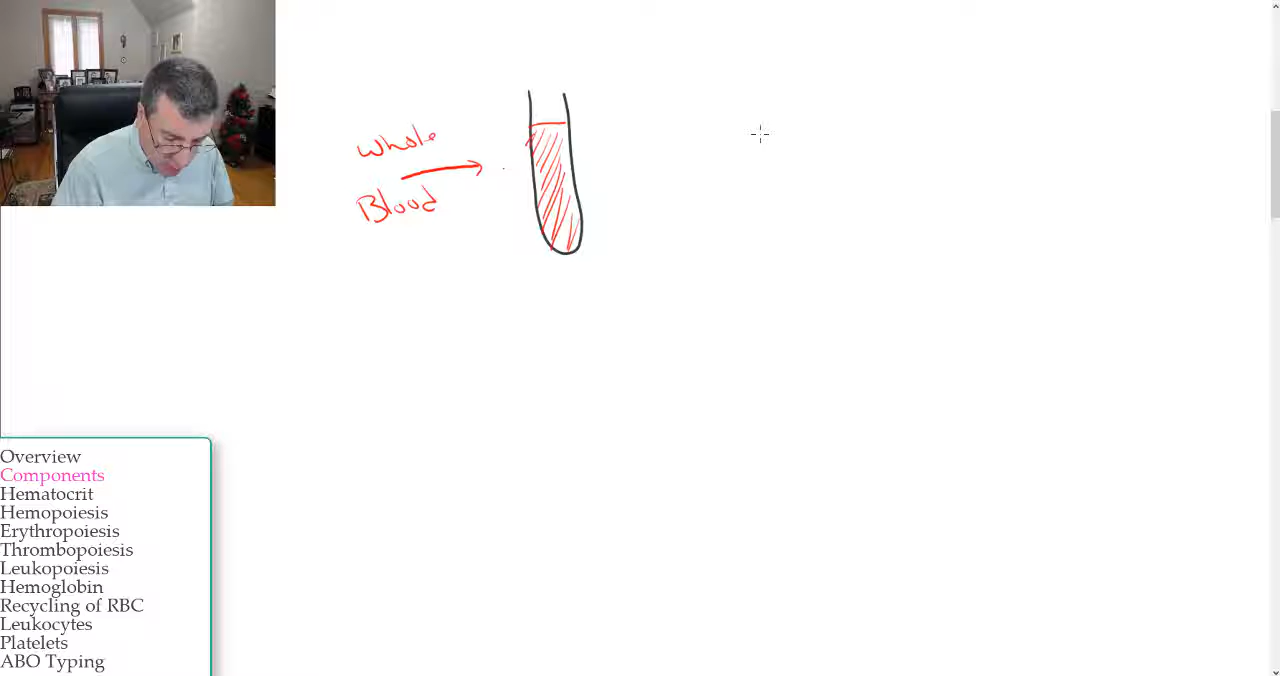 Whole
Blood
Overview
Components
Hematocrit
Hemopoiesis
Erythropoiesis
Thrombopoiesis
Leukopoiesis
Hemoglobin
Recycling of RBC
Leukocytes
Platelets
ABO Typing